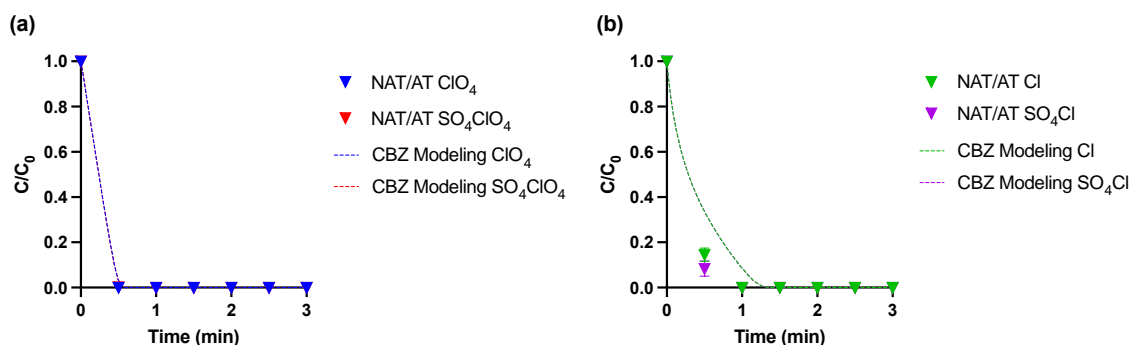 (a)
1.0
0.8
0.6
0.4
0.2
0.0
C/C₀
0
1
2
3
Time (min)
NAT/AT ClO₄
NAT/AT SO₄ClO₄
CBZ Modeling ClO₄
CBZ Modeling SO₄ClO₄
(b)
1.0
0.8
0.6
0.4
0.2
0.0
C/C₀
0
1
2
3
Time (min)
NAT/AT Cl
NAT/AT SO₄Cl
CBZ Modeling Cl
CBZ Modeling SO₄Cl